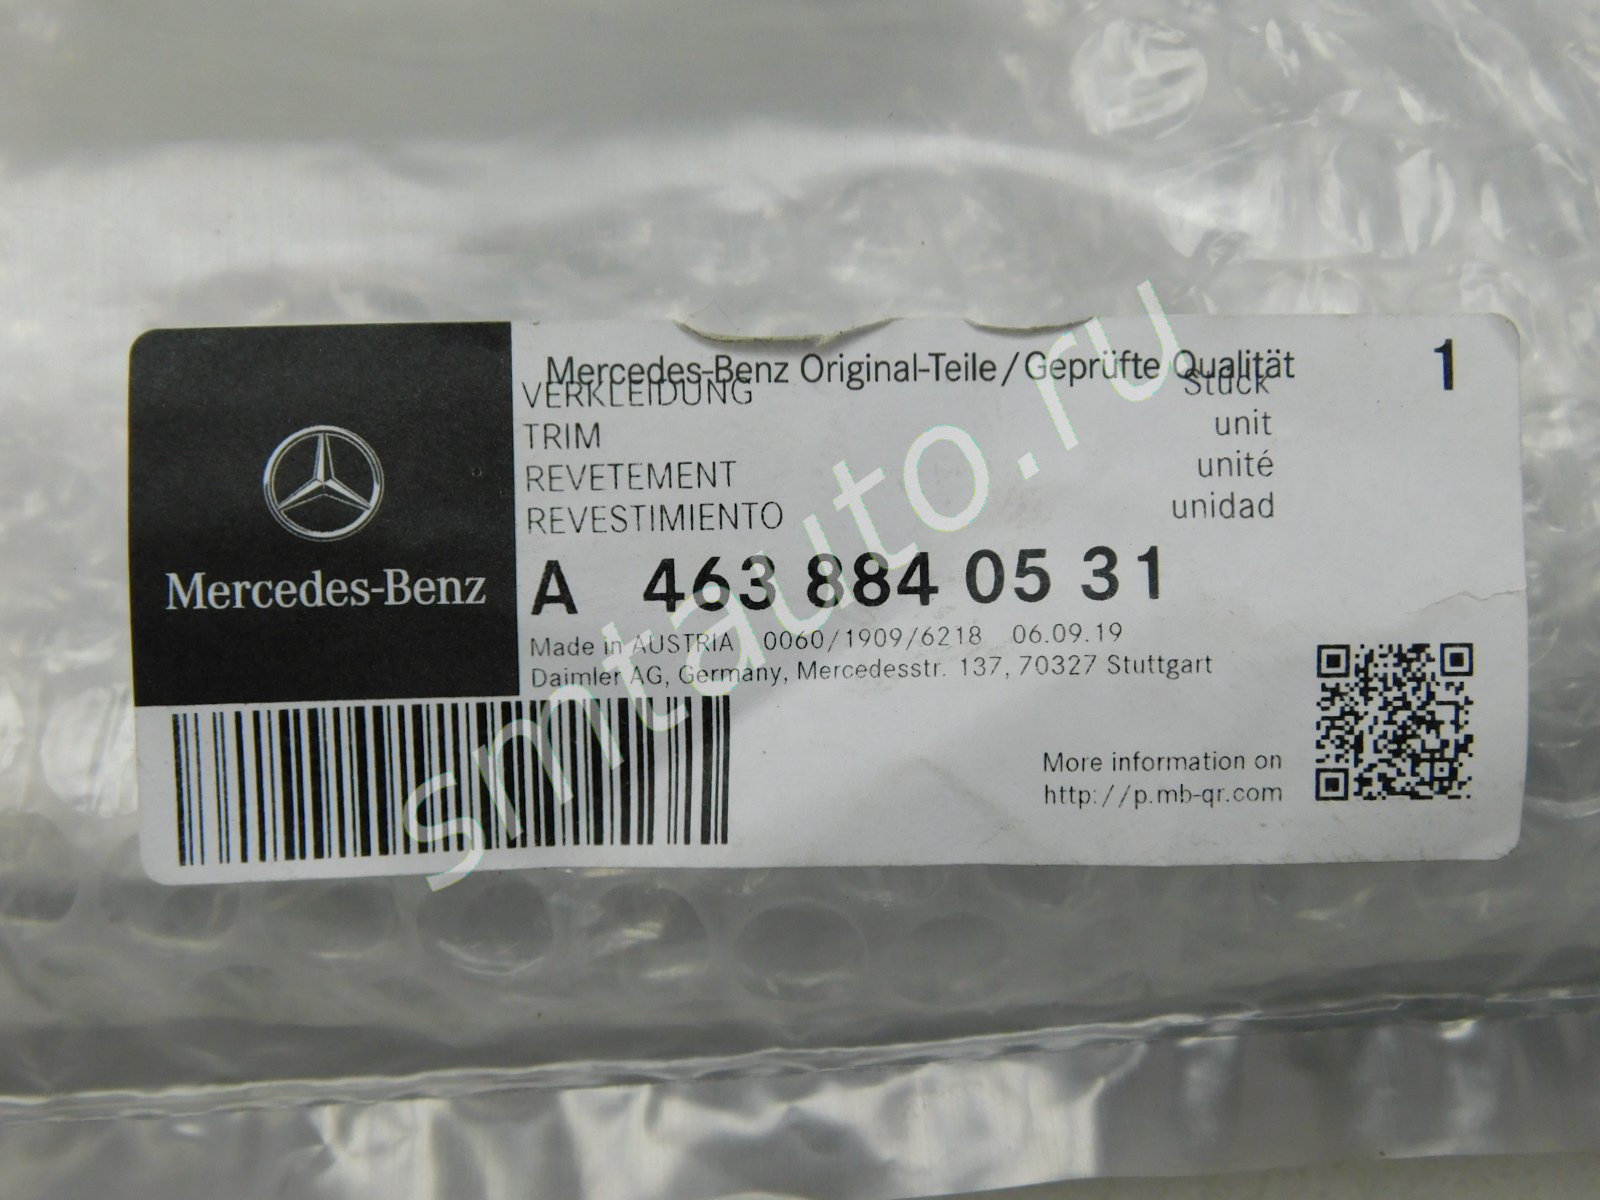 Mercedes-Benz Original-Teile/Geprüfte Qualität
1
VERKLEIDUNG
Stück
TRIM
unit
REVETEMENT
unité
REVESTIMIENTO
unidad
Mercedes-Benz
A 463 884 05 31
Made in AUSTRIA 0060/1909/6218 06.09.19
Daimler AG, Germany, Mercedesstr. 137, 70327 Stuttgart
More information on
http://p.mb-qr.com
smtauto.ru